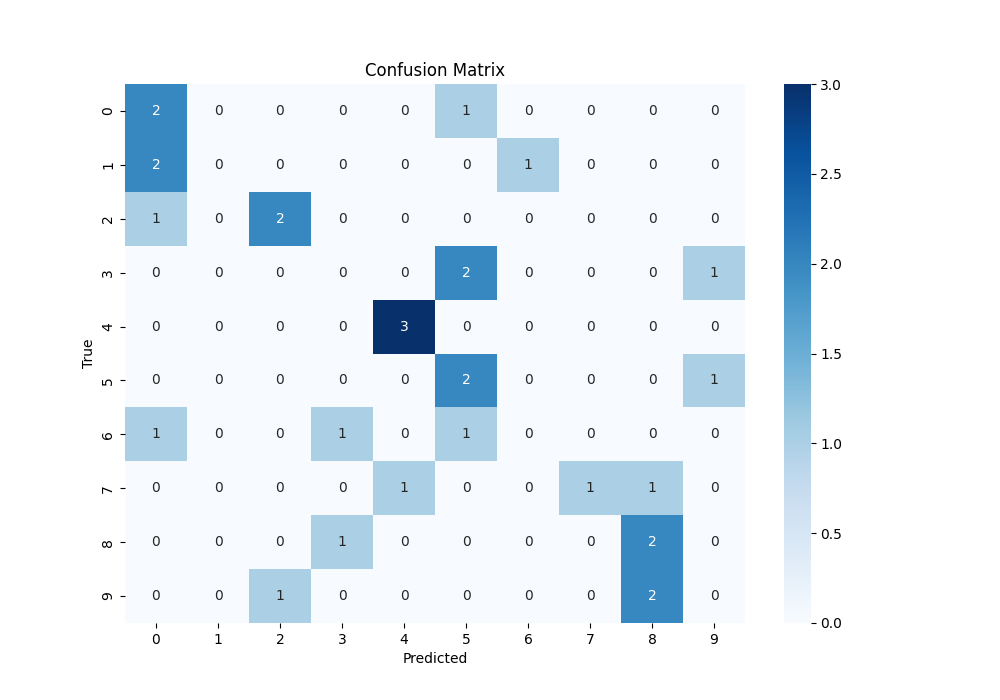 Confusion Matrix
0 2 0 0 0 0 1 0 0 0 0
1 2 0 0 0 0 0 1 0 0 0
2 1 0 2 0 0 0 0 0 0 0
3 0 0 0 0 0 2 0 0 0 1
4 0 0 0 0 3 0 0 0 0 0
5 0 0 0 0 0 2 0 0 0 1
6 1 0 0 1 0 1 0 0 0 0
7 0 0 0 0 1 0 0 1 1 0
8 0 0 0 1 0 0 0 0 2 0
9 0 0 1 0 0 0 0 0 2 0
0 1 2 3 4 5 6 7 8 9
Predicted
True
3.0
2.5
2.0
1.5
1.0
0.5
0.0